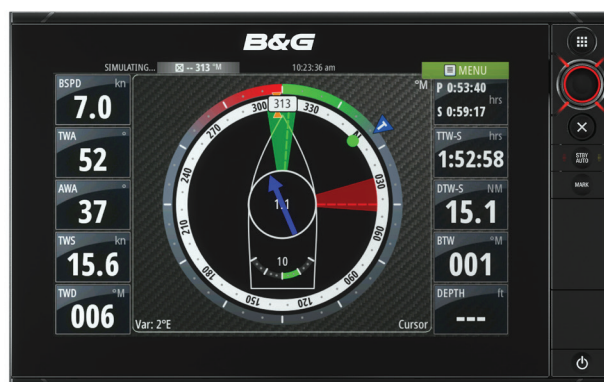 B&G
SIMULATING... -- 313 °M 10:23:36 am MENU
BSPD kn
7.0
TWA °
52
AWA °
37
TWS kn
15.6
TWD °M
006
°M
313
300 330
270
240
210
180
150
120
060
060
030
N
T
1.1
10
Var: 2°E
Cursor
P 0:53:40
hrs
S 0:59:17
TTW-S hrs
1:52:58
DTW-S NM
15.1
BTW °M
001
DEPTH ft
---
STBY
AUTO
MARK